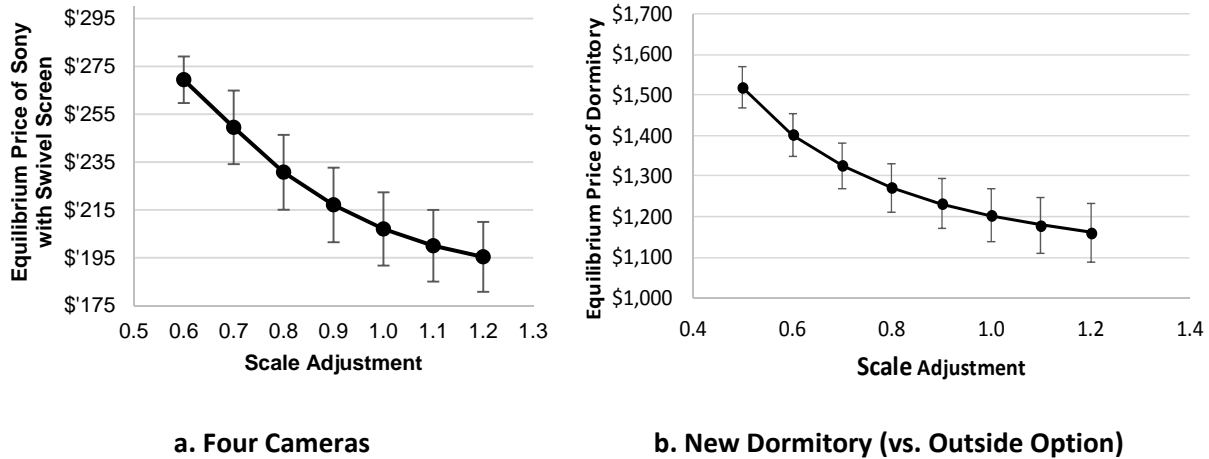 Equilibrium Price of Sony
with Swivel Screen
$'295
$'275
$'255
$'235
$'215
$'195
$'175
0.5 0.6 0.7 0.8 0.9 1.0 1.1 1.2 1.3
Scale Adjustment
a. Four Cameras
Equilibrium Price of Dormitory
$1,700
$1,600
$1,500
$1,400
$1,300
$1,200
$1,100
$1,000
0.4 0.6 0.8 1.0 1.2 1.4
Scale Adjustment
b. New Dormitory (vs. Outside Option)